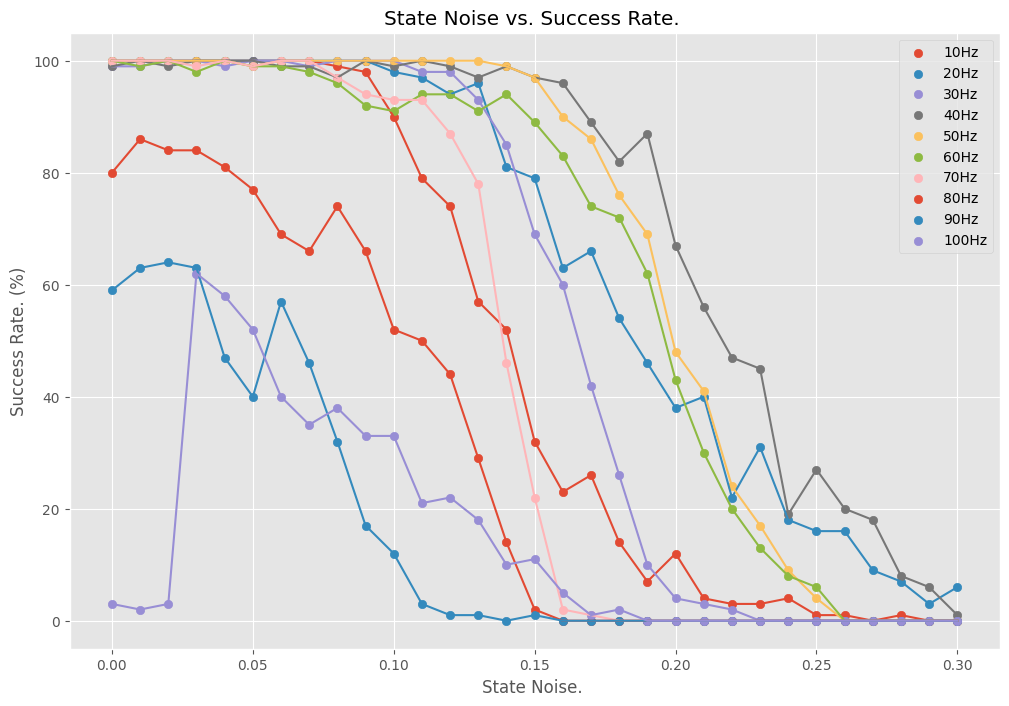 State Noise vs. Success Rate.
Success Rate. (%)
100
80
60
40
20
0
10Hz
20Hz
30Hz
40Hz
50Hz
60Hz
70Hz
80Hz
90Hz
100Hz
0.00
0.05
0.10
0.15
0.20
0.25
0.30
State Noise.